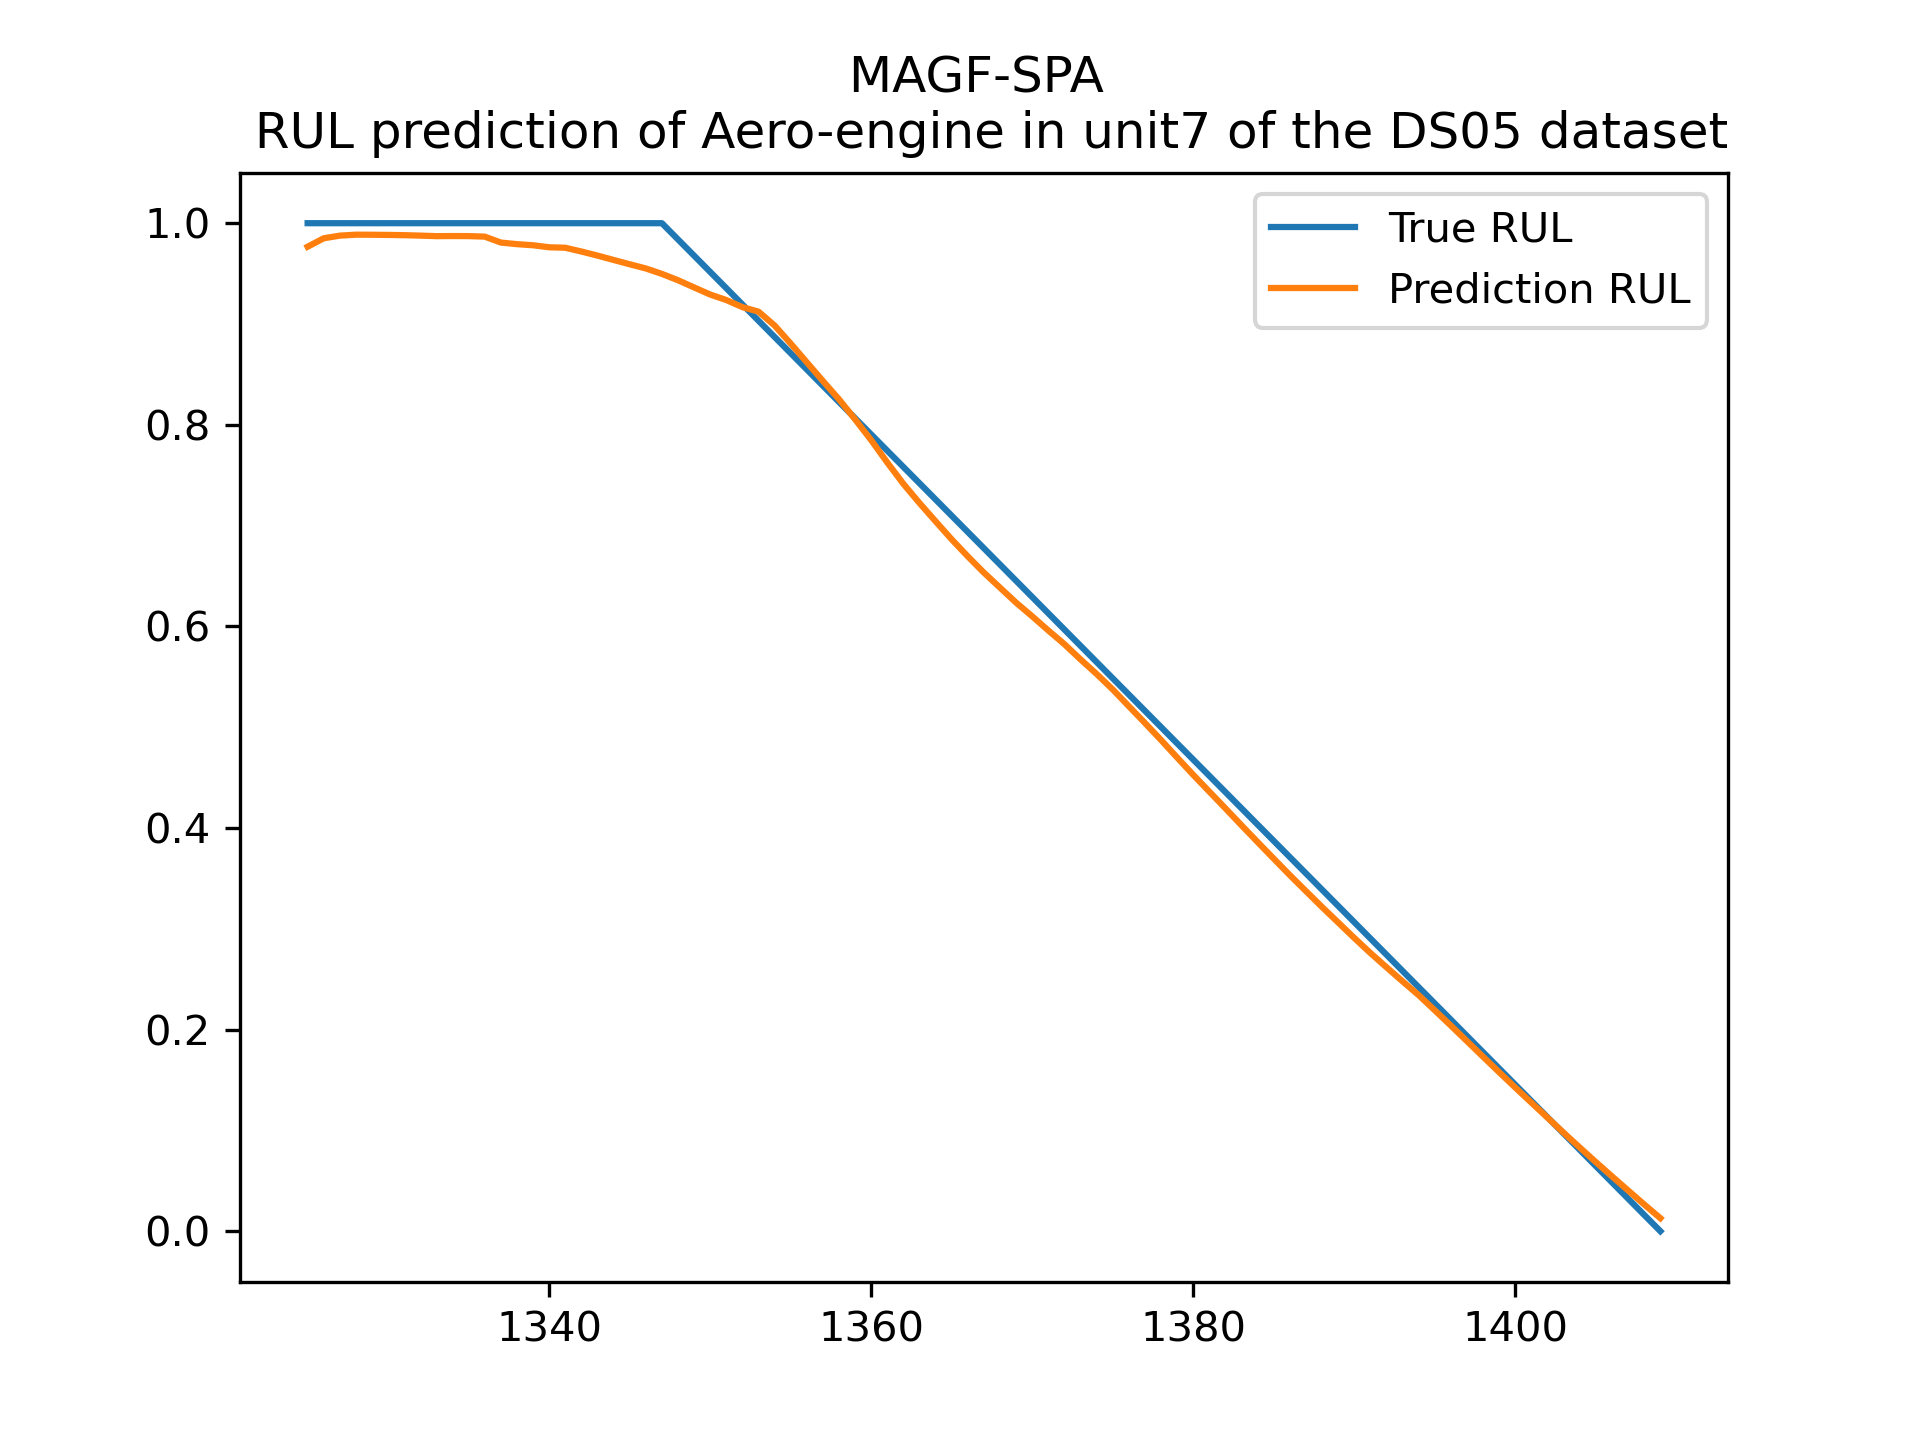 MAGF-SPA
RUL prediction of Aero-engine in unit7 of the DS05 dataset
True RUL
Prediction RUL
1.0
0.8
0.6
0.4
0.2
0.0
1340 1360 1380 1400